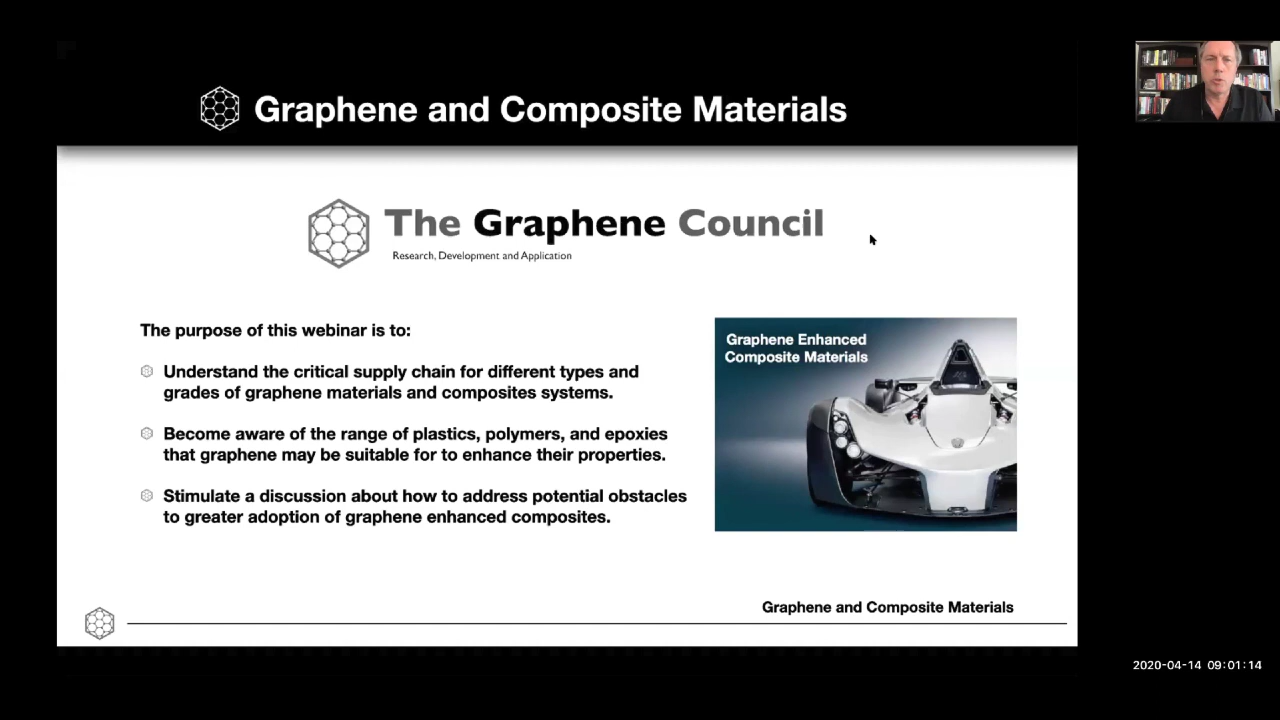 Graphene and Composite Materials
The Graphene Council
Research, Development and Application
The purpose of this webinar is to:
Understand the critical supply chain for different types and
grades of graphene materials and composites systems.
Become aware of the range of plastics, polymers, and epoxies
that graphene may be suitable for to enhance their properties.
Stimulate a discussion about how to address potential obstacles
to greater adoption of graphene enhanced composites.
Graphene Enhanced
Composite Materials
Graphene and Composite Materials
2020-04-14 09:01:14